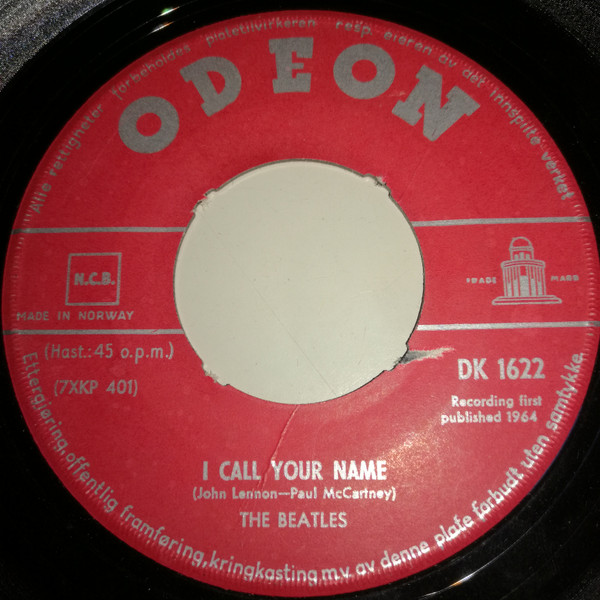 Alle rettigheter forbeholdes platetilvirkeren resp. eieren av det innspilte verket
ODEON
N.C.B.
TRADE MARK
MADE IN NORWAY
(Hast.: 45 o.p.m.)
(7XKP 401)
DK 1622
Recording first
published 1964
I CALL YOUR NAME
(John Lennon—Paul McCartney)
THE BEATLES
Ettergjøring, offentlig framføring, kringkasting m.v. av denne plate forbudt uten samtykke.